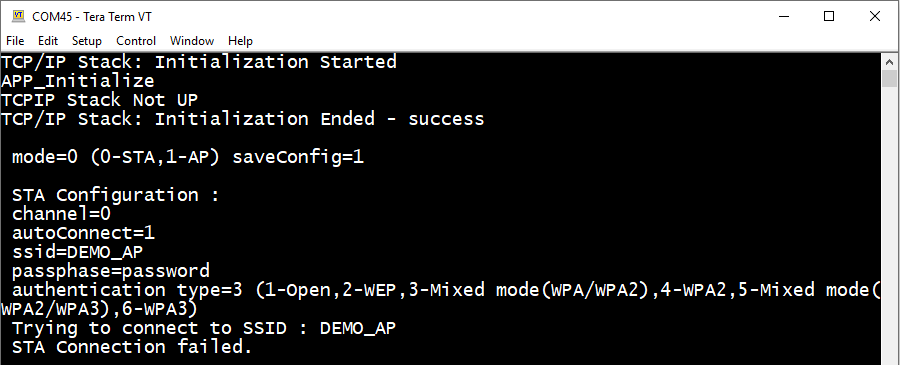 COM45 - Tera Term VT
File Edit Setup Control Window Help
TCP/IP Stack: Initialization Started
APP_Initialize
TCPIP Stack Not UP
TCP/IP Stack: Initialization Ended - success
mode=0 (0-STA,1-AP) saveConfig=1
STA Configuration :
channel=0
autoConnect=1
ssid=DEMO_AP
passphase=password
authentication type=3 (1-Open,2-WEP,3-Mixed mode(WPA/WPA2),4-WPA2,5-Mixed mode(
WPA2/WPA3),6-WPA3)
Trying to connect to SSID : DEMO_AP
STA Connection failed.